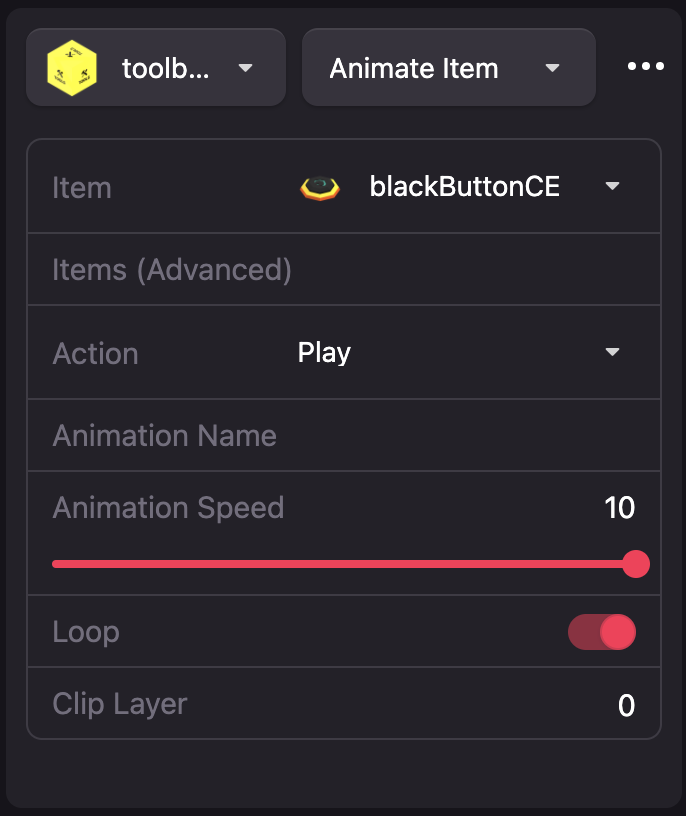 toolb...
Animate Item
Item
blackButtonCE
Items (Advanced)
Action
Play
Animation Name
Animation Speed
10
Loop
Clip Layer
0